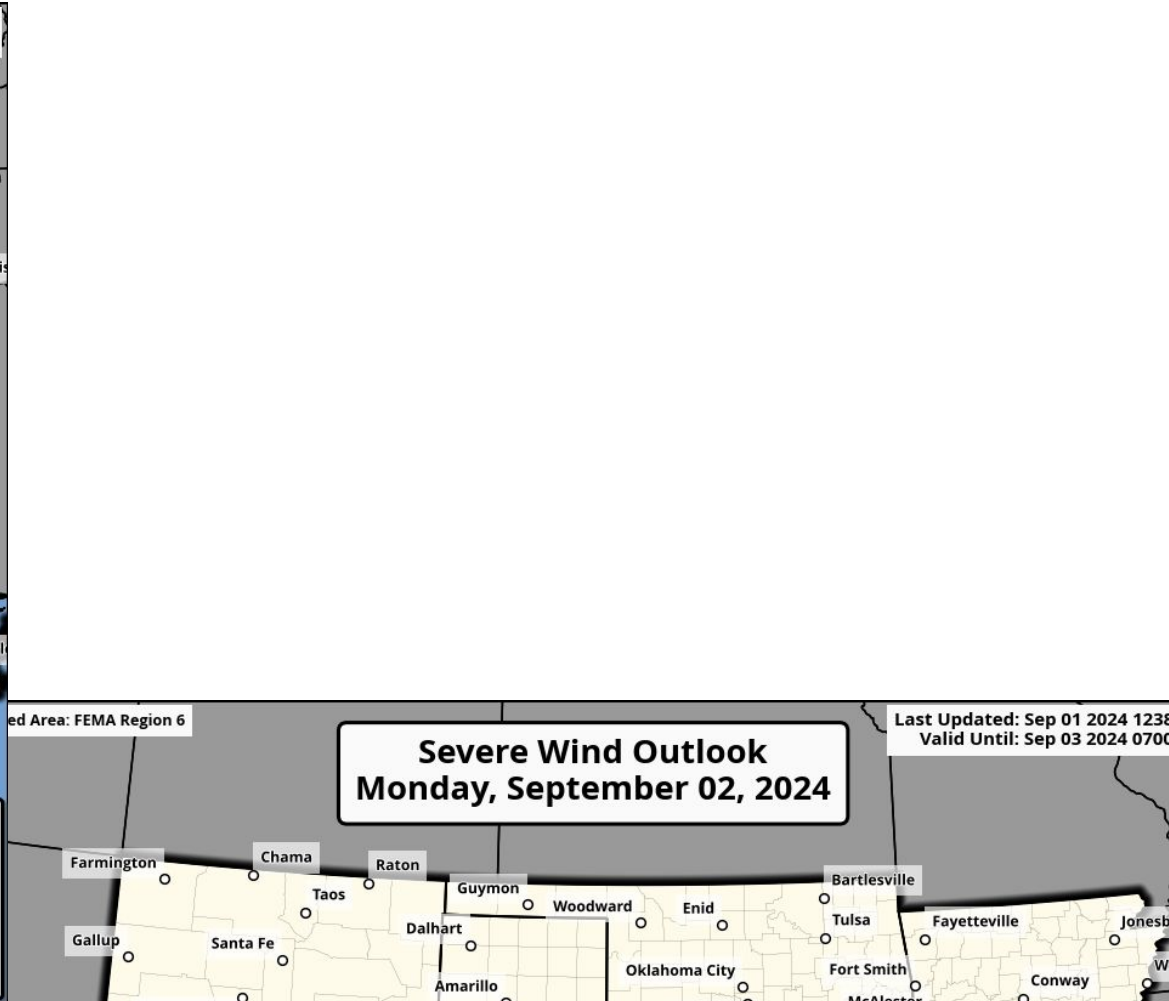 ed Area: FEMA Region 6
Severe Wind Outlook
Monday, September 02, 2024
Last Updated: Sep 01 2024 1238
Valid Until: Sep 03 2024 0700
Farmington
Chama
Raton
Taos
Guymon
Woodward
Enid
Bartlesville
Tulsa
Fayetteville
Jonesb
Gallup
Santa Fe
Dalhart
Oklahoma City
Fort Smith
Amarillo
Conway
McAlester
W